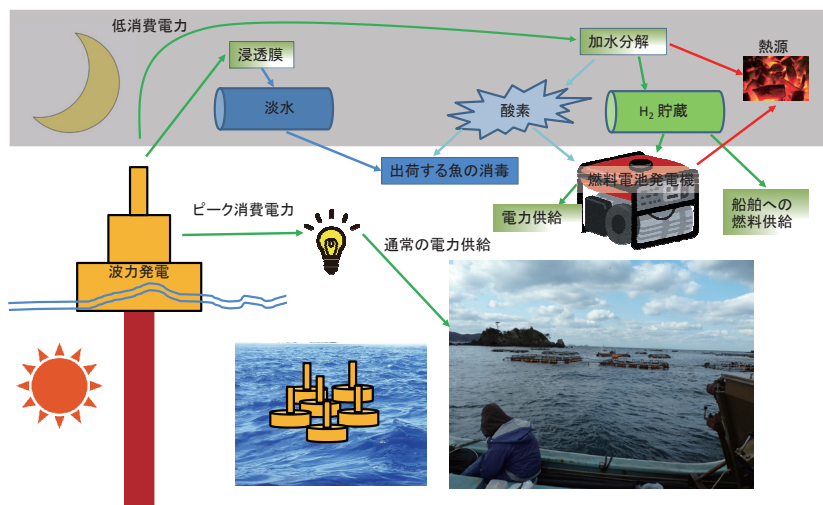 低消費電力
浸透膜
加水分解
熱源
淡水
酸素
H₂ 貯蔵
出荷する魚の消毒
燃料電池発電機
電力供給
船舶への
燃料供給
ピーク消費電力
通常の電力供給
波力発電